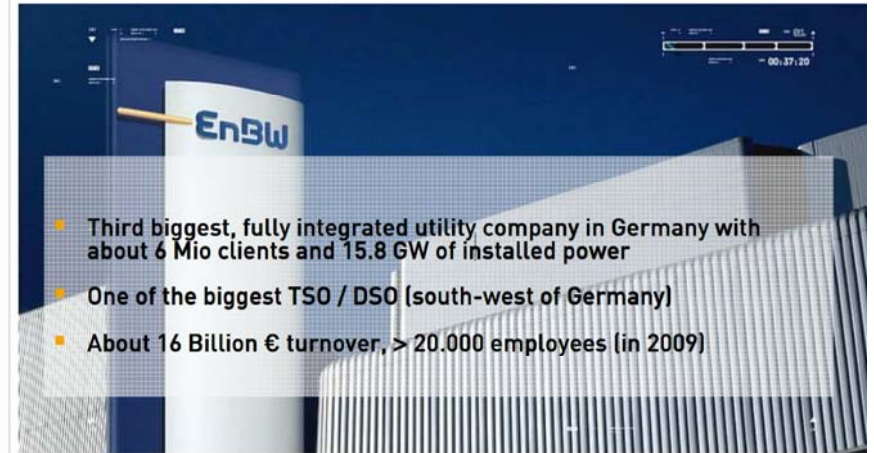 00:37:20
EnBW
Third biggest, fully integrated utility company in Germany with
about 6 Mio clients and 15.8 GW of installed power
One of the biggest TSO / DSO (south-west of Germany)
About 16 Billion € turnover, > 20.000 employees (in 2009)